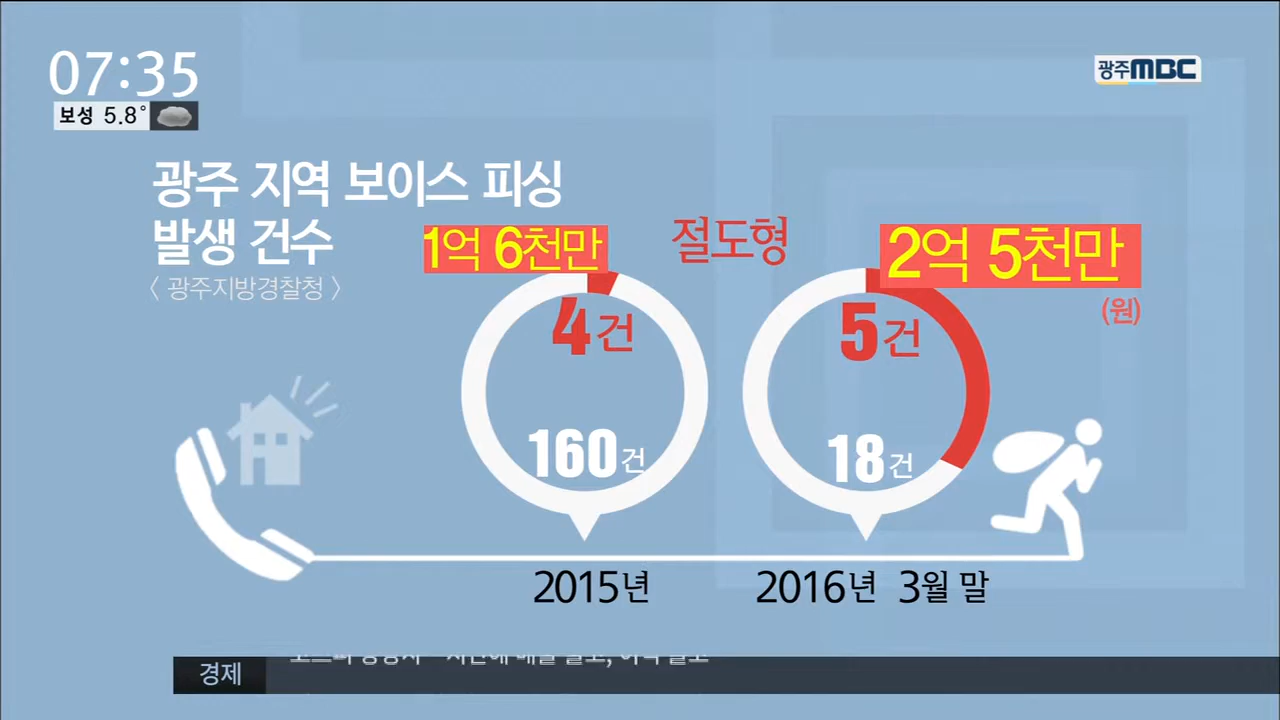 07:35
광주MBC
보성 5.8°
광주 지역 보이스 피싱
발생 건수
〈 광주지방경찰청 〉
1억 6천만
절도형
2억 5천만
(원)
4건
5건
160건
18건
2015년
2016년 3월 말
경제